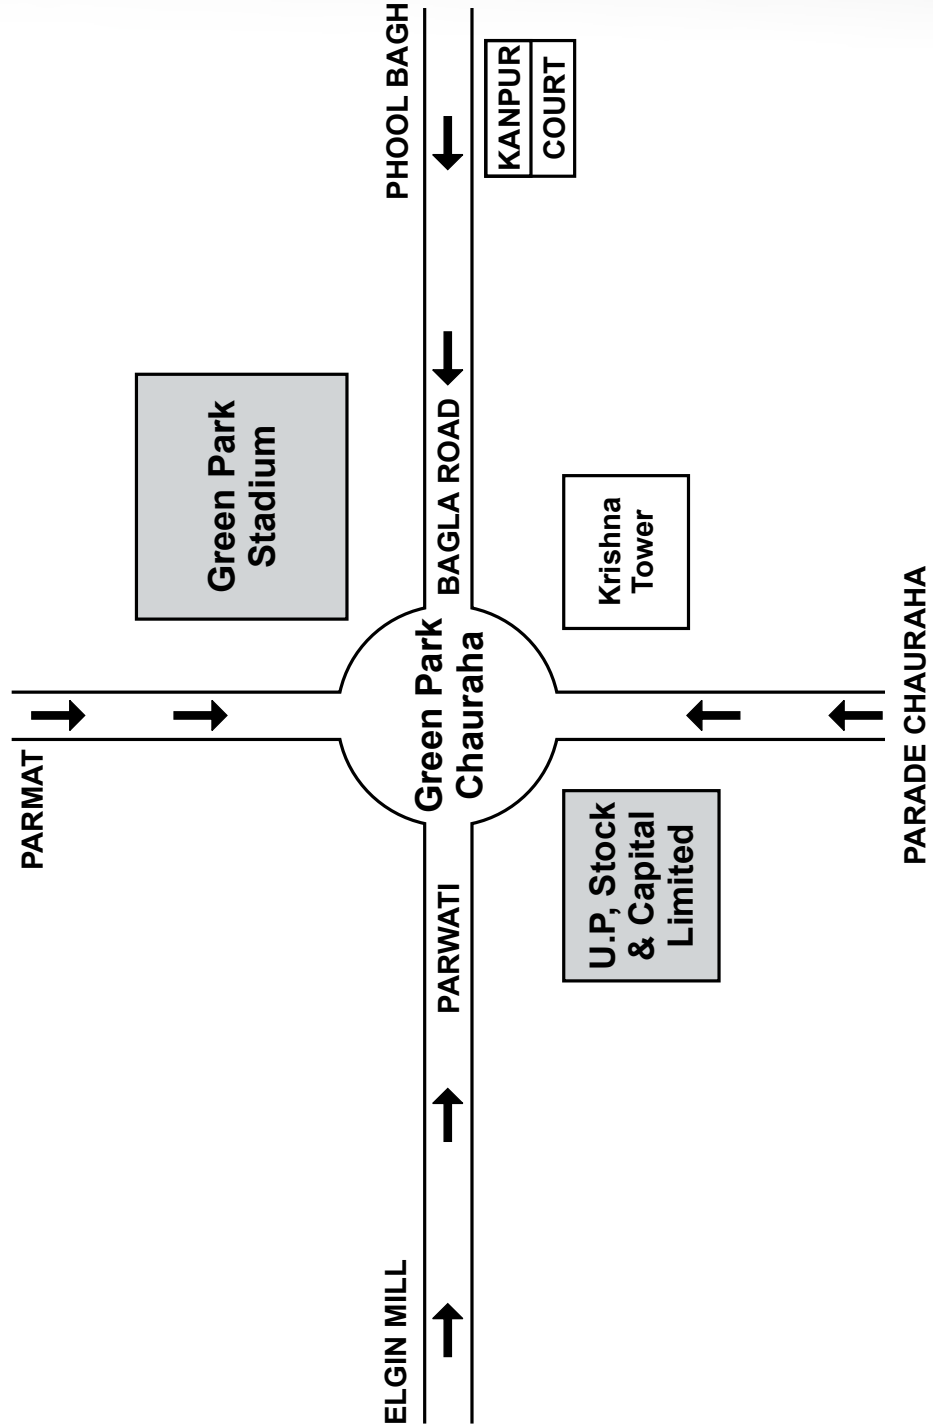 PARMAT
Green Park
Stadium
ELGIN MILL
PHOOL BAGH
PARWATI
Green Park
Chauraha
BAGLA ROAD
KANPUR
COURT
U.P, Stock
& Capital
Limited
Krishna
Tower
PARADE CHAURAHA